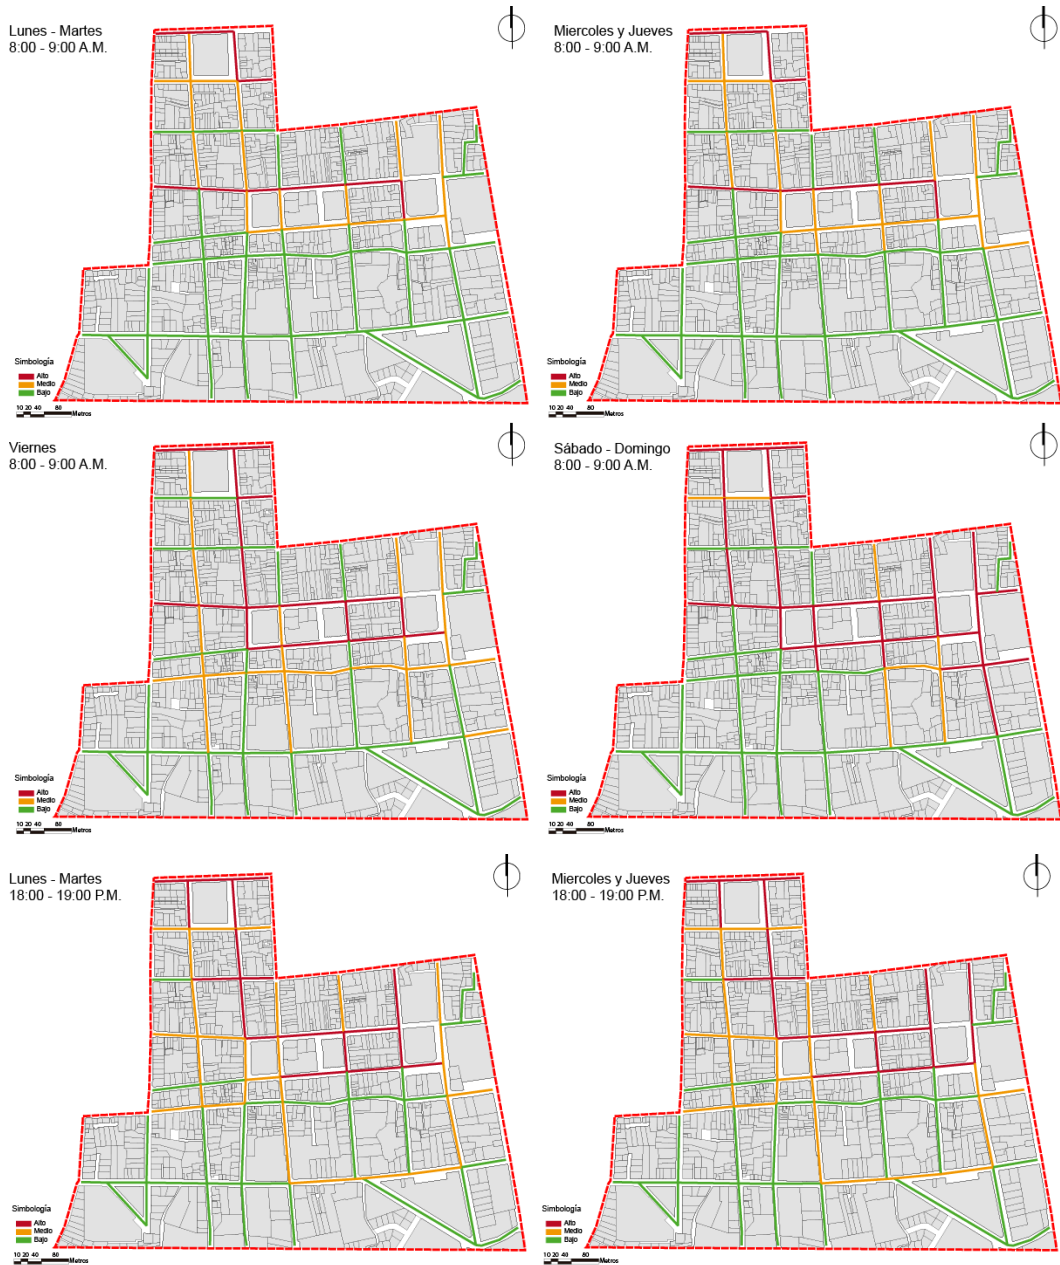 Lunes - Martes
8:00 - 9:00 A.M.
Simbología
Alto
Medio
Bajo
10 20 40 80
Metros
Miercoles y Jueves
8:00 - 9:00 A.M.
Simbología
Alto
Medio
Bajo
10 20 40 80
Metros
Viernes
8:00 - 9:00 A.M.
Simbología
Alto
Medio
Bajo
10 20 40 80
Metros
Sábado - Domingo
8:00 - 9:00 A.M.
Simbología
Alto
Medio
Bajo
10 20 40 80
Metros
Lunes - Martes
18:00 - 19:00 P.M.
Simbología
Alto
Medio
Bajo
10 20 40 80
Metros
Miercoles y Jueves
18:00 - 19:00 P.M.
Simbología
Alto
Medio
Bajo
10 20 40 80
Metros